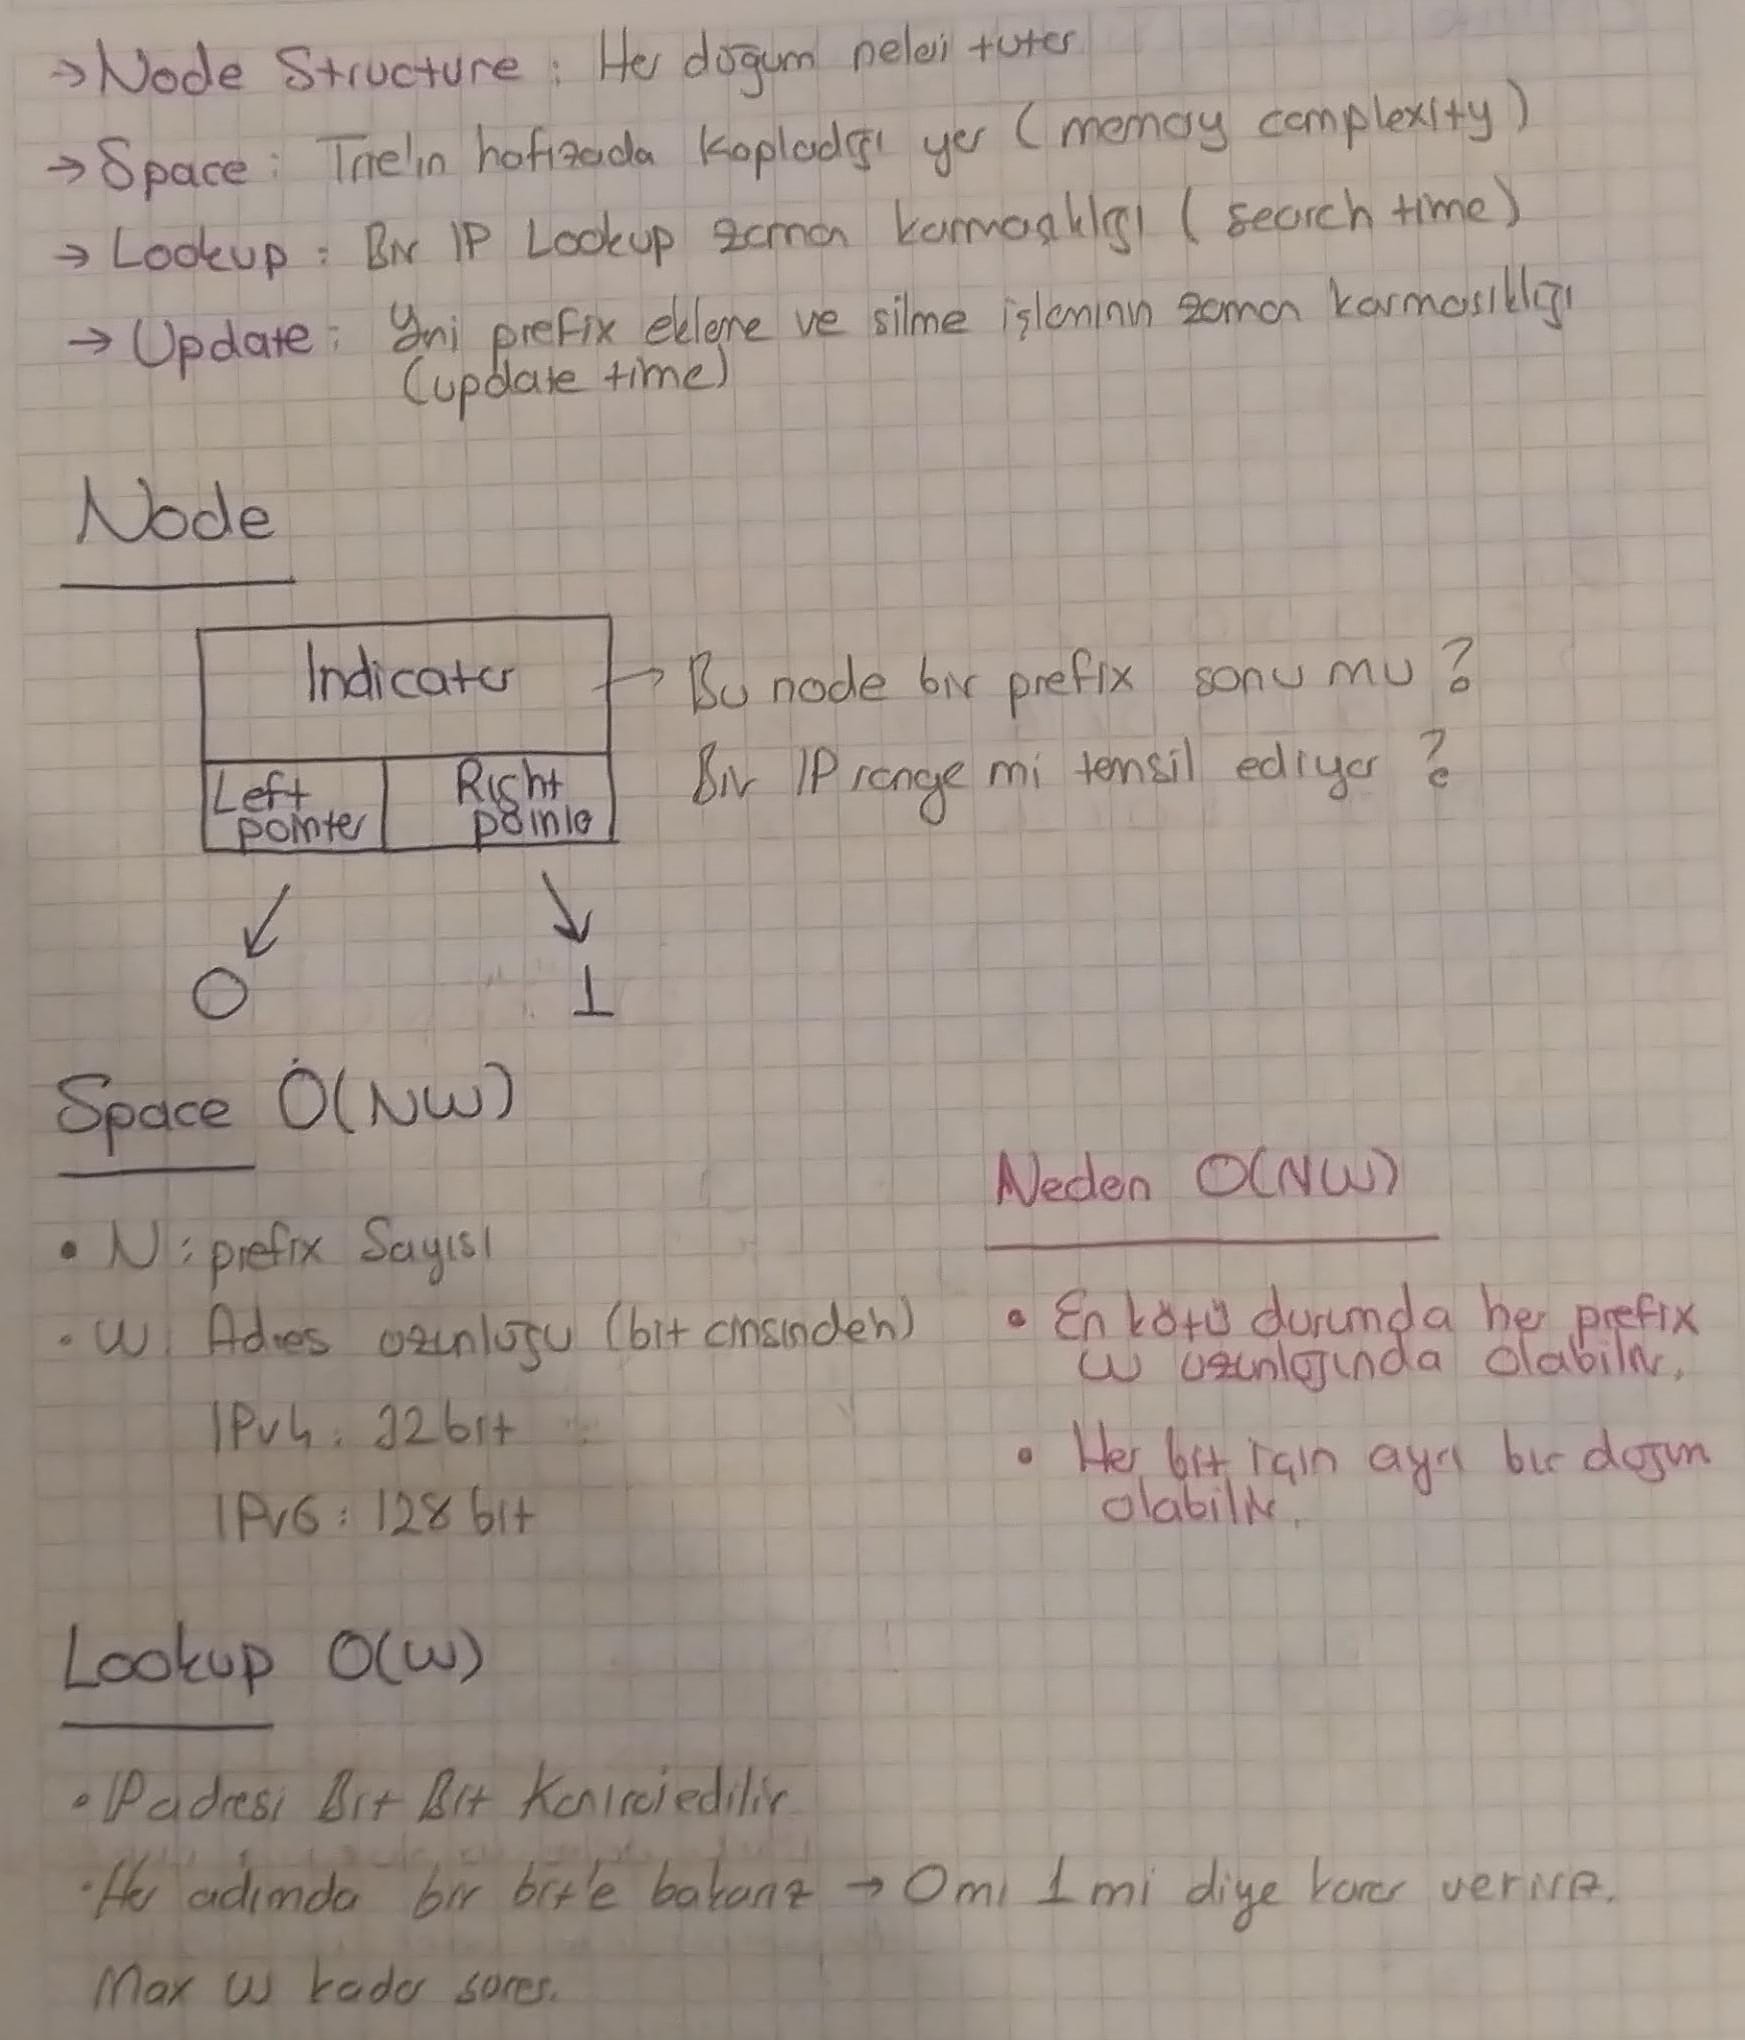 → Node Structure : Her düğüm neleri tutar
→ Space : Trie'ın hafızada kapladığı yer (memory complexity)
→ Lookup : Bir IP Lookup zaman karmaşıklığı (search time)
→ Update : Yeni prefix ekleme ve silme işleminin zaman karmaşıklığı
(update time)
Node
Indicator → Bu node bir prefix sonu mu ?
Bir IP range mi temsil ediyor ?
Left pointer
Right pointe
0 1
Space O(NW)
• N : prefix Sayısı
• W : Adres uzunluğu (bit cinsinden)
IPv4 : 32 bit
IPv6 : 128 bit
Neden O(NW)
• En kötü durumda her prefix
W uzunluğunda olabilir.
• Her bit için ayrı bir düğüm
olabilir.
Lookup O(W)
• IP adresi Bit Bit Kontrol edilir
• Her adımda bir bit'e bakarız → 0 mı 1 mi diye karar veririz.
Max W kadar sürer.